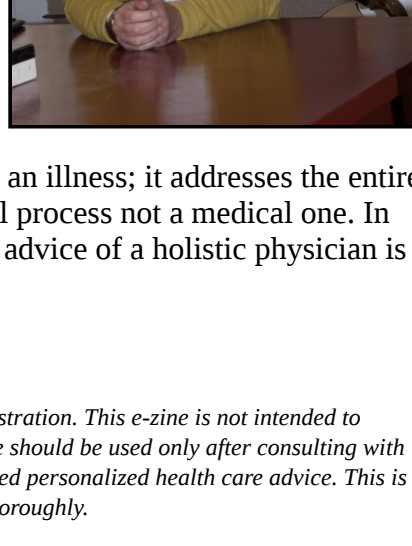 an illness; it addresses the entire
l process not a medical one. In
advice of a holistic physician is
stration. This e-zine is not intended to
e should be used only after consulting with
ed personalized health care advice. This is
oroughly.